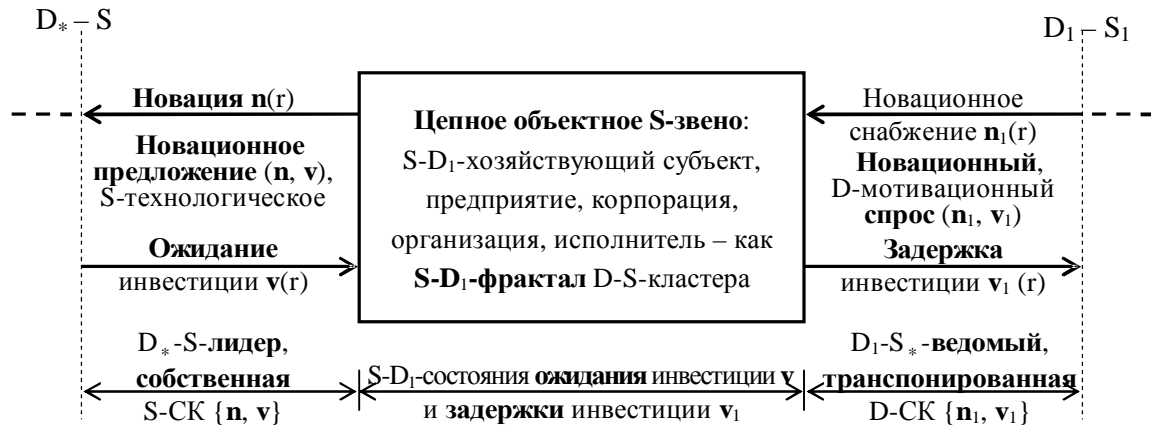 D* – S
D1 – S1
Новация n(r)
Новационное
предложение (n, v),
S-технологическое
Ожидание
инвестиции v(r)
Цепное объектное S-звено:
S-D1-хозяйствующий субъект,
предприятие, корпорация,
организация, исполнитель – как
S-D1-фрактал D-S-кластера
Новационное
снабжение n1(r)
Новационный,
D-мотивационный
спрос (n1, v1)
Задержка
инвестиции v1 (r)
D*-S-лидер,
собственная
S-СК {n, v}
S-D1-состояния ожидания инвестиции v
и задержки инвестиции v1
D1-S*-ведомый,
транспонированная
D-СК {n1, v1}